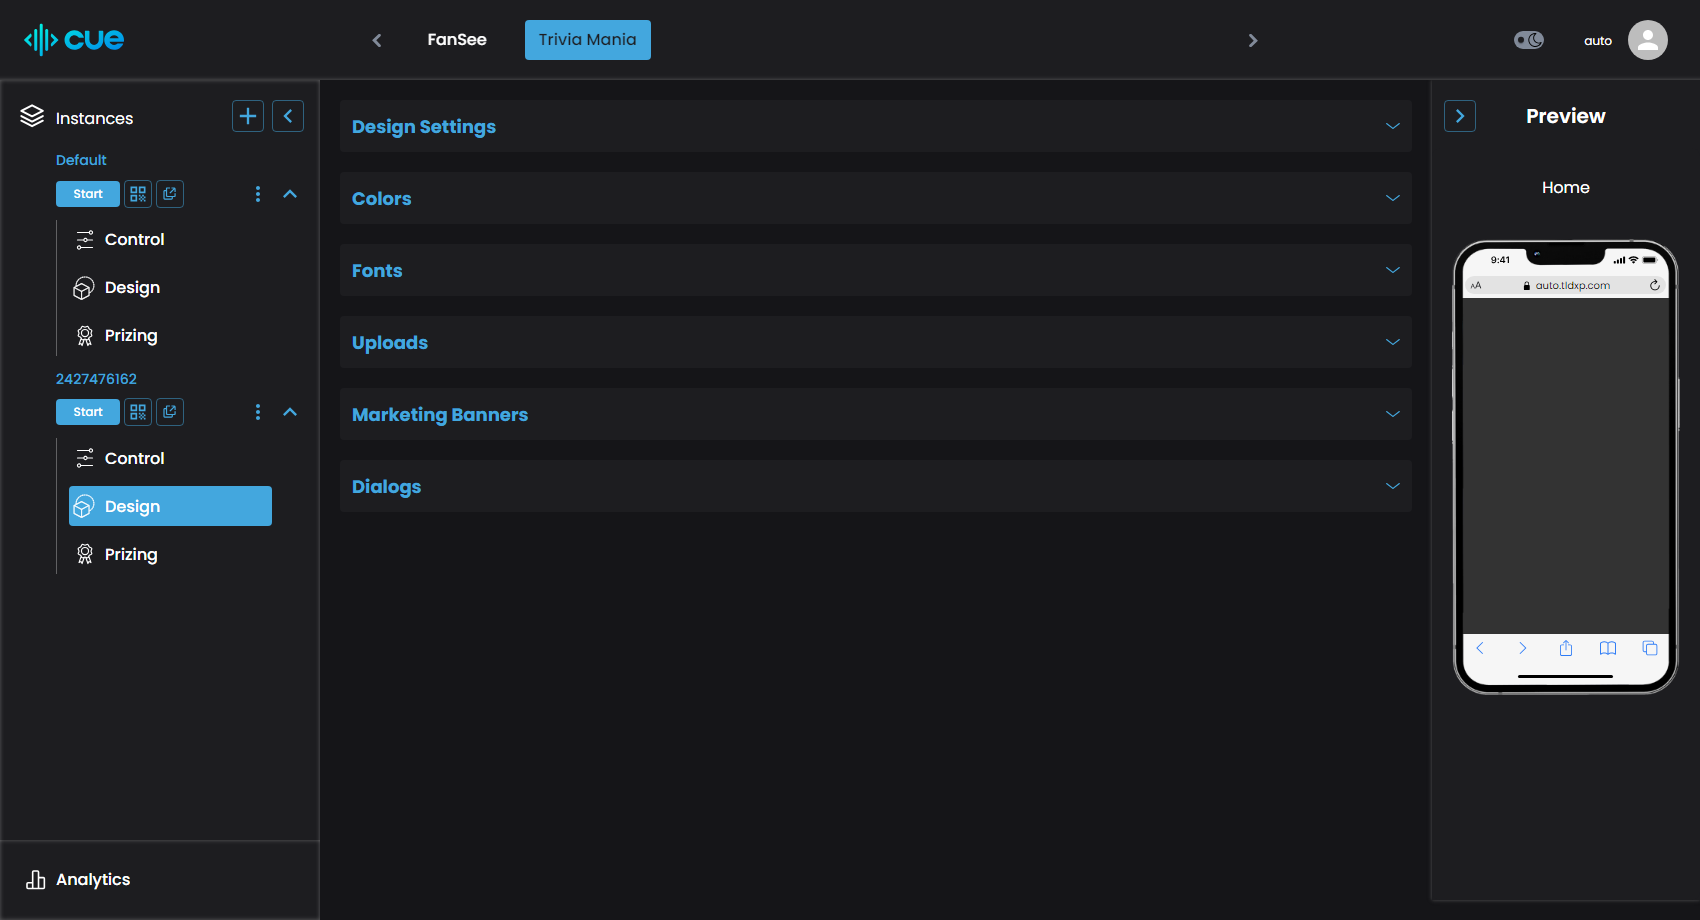 cue
FanSee
Trivia Mania
auto
Instances
Default
Start
Control
Design
Prizing
2427476162
Start
Control
Design
Prizing
Analytics
Design Settings
Colors
Fonts
Uploads
Marketing Banners
Dialogs
Preview
Home
9:41
AA auto.tldxp.com